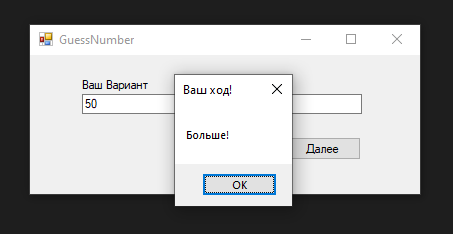 GuessNumber
Ваш Вариант
50
Ваш ход!
Больше!
OK
Далее